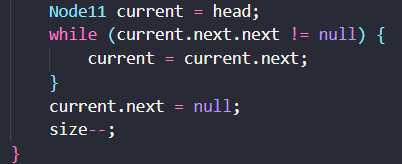 Node11 current = head;
while (current.next.next != null) {
current = current.next;
}
current.next = null;
size--;
}